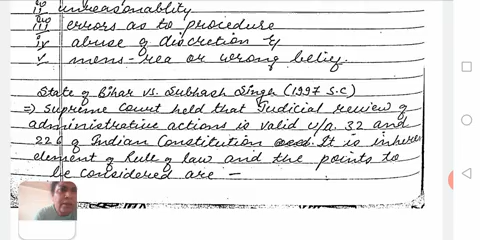 ii unreasonablity
iii errors as to procedure
iv abuse of discretion &
v mens-rea or wrong belief.
State of Bihar vs. Subhash Singh (1997 S.C)
⇒ Supreme Court held that Judicial review of
administrative actions is valid u/a 32 and
226 of Indian Constitution. It is inherent
element of Rule of law and the points to
be considered are -